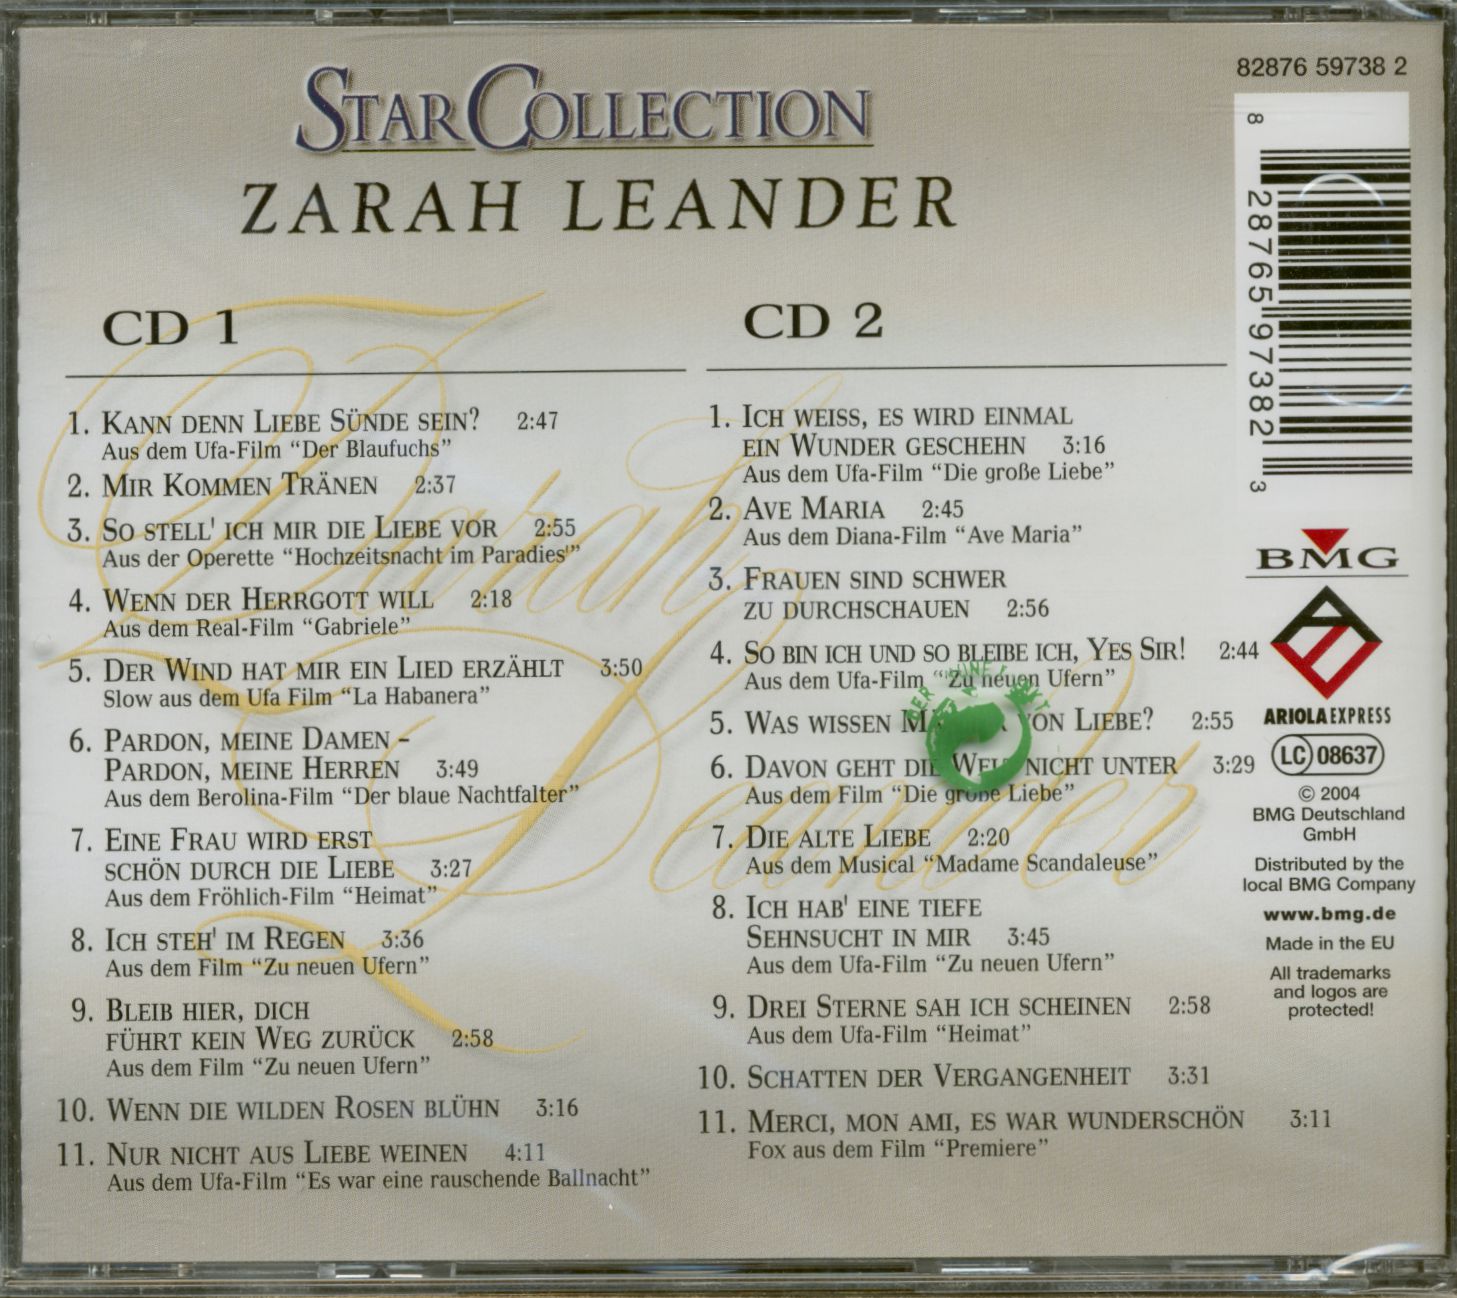 82876 59738 2
STAR COLLECTION
ZARAH LEANDER
CD 1
1. KANN DENN LIEBE SÜNDE SEIN? 2:47
Aus dem Ufa-Film “Der Blaufuchs”
2. MIR KOMMEN TRÄNEN 2:37
3. SO STELL' ICH MIR DIE LIEBE VOR 2:55
Aus der Operette “Hochzeitsnacht im Paradies'”
4. WENN DER HERRGOTT WILL 2:18
Aus dem Real-Film “Gabriele”
5. DER WIND HAT MIR EIN LIED ERZÄHLT 3:50
Slow aus dem Ufa Film “La Habanera”
6. PARDON, MEINE DAMEN –
PARDON, MEINE HERREN 3:49
Aus dem Berolina-Film “Der blaue Nachtfalter”
7. EINE FRAU WIRD ERST
SCHÖN DURCH DIE LIEBE 3:27
Aus dem Fröhlich-Film “Heimat”
8. ICH STEH' IM REGEN 3:36
Aus dem Film “Zu neuen Ufern”
9. BLEIB HIER, DICH
FÜHRT KEIN WEG ZURÜCK 2:58
Aus dem Film “Zu neuen Ufern”
10. WENN DIE WILDEN ROSEN BLÜHN 3:16
11. NUR NICHT AUS LIEBE WEINEN 4:11
Aus dem Ufa-Film “Es war eine rauschende Ballnacht”
CD 2
1. ICH WEISS, ES WIRD EINMAL
EIN WUNDER GESCHEHN 3:16
Aus dem Ufa-Film “Die große Liebe”
2. AVE MARIA 2:45
Aus dem Diana-Film “Ave Maria”
3. FRAUEN SIND SCHWER
ZU DURCHSCHAUEN 2:56
4. SO BIN ICH UND SO BLEIBE ICH, YES SIR! 2:44
Aus dem Ufa-Film “Zu neuen Ufern”
5. WAS WISSEN VON LIEBE? 2:55
6. DAVON GEHT DIE WELT NICHT UNTER 3:29
Aus dem Film “Die große Liebe”
7. DIE ALTE LIEBE 2:20
Aus dem Musical “Madame Scandaleuse”
8. ICH HAB' EINE TIEFE
SEHNSUCHT IN MIR 3:45
Aus dem Ufa-Film “Zu neuen Ufern”
9. DREI STERNE SAH ICH SCHEINEN 2:58
Aus dem Ufa-Film “Heimat”
10. SCHATTEN DER VERGANGENHEIT 3:31
11. MERCI, MON AMI, ES WAR WUNDERSCHÖN 3:11
Fox aus dem Film “Premiere”
Zarah
Leander
8 28765 97382 3
BMG
ARIOLA EXPRESS
LC 08637
© 2004
BMG Deutschland
GmbH
Distributed by the
local BMG Company
www.bmg.de
Made in the EU
All trademarks
and logos are
protected!